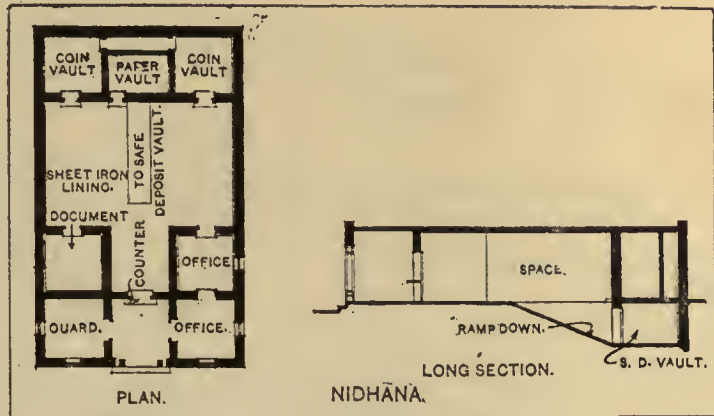 COIN
VAULT
PAPER
VAULT
COIN
VAULT
SHEET IRON
LINING.
TO SAFE
DEPOSIT VAULT.
DOCUMENT
COUNTER
OFFICE
GUARD.
OFFICE.
PLAN.
SPACE.
RAMP DOWN.
S. D. VAULT.
LONG SECTION.
NIDHĀNA.